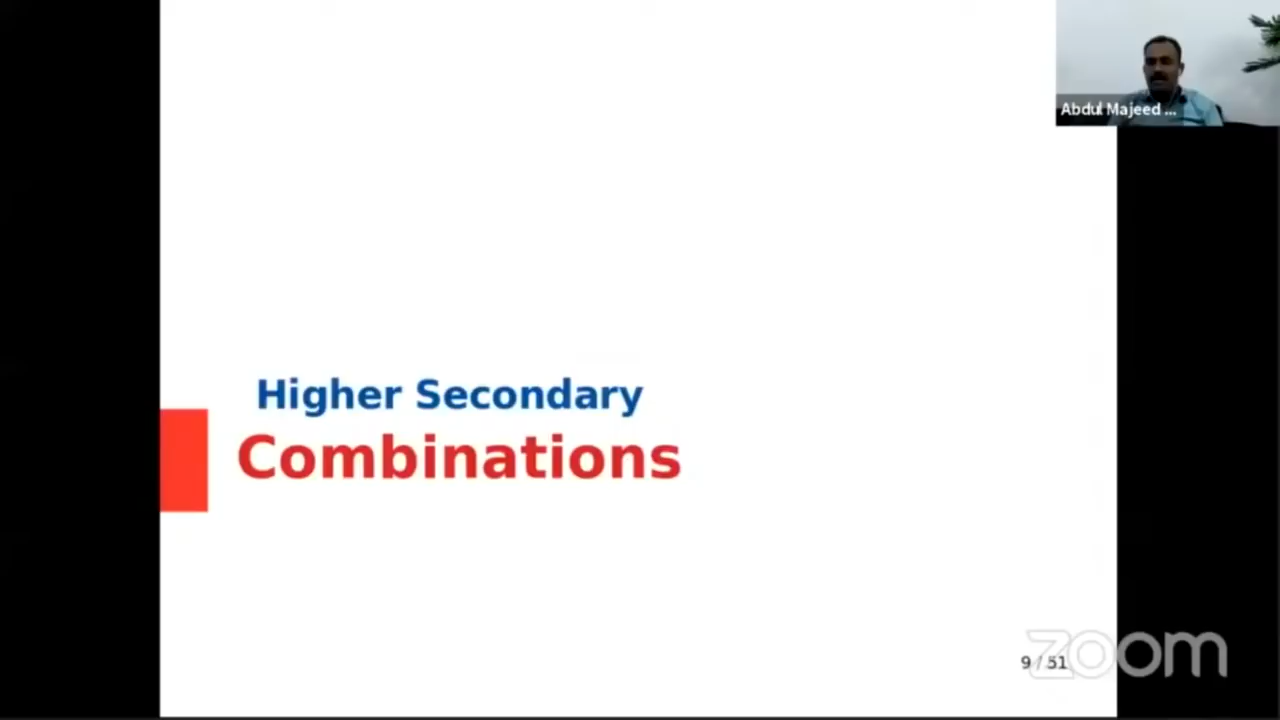 Abdul Majeed ...
Higher Secondary
Combinations
9 / 51
zoom